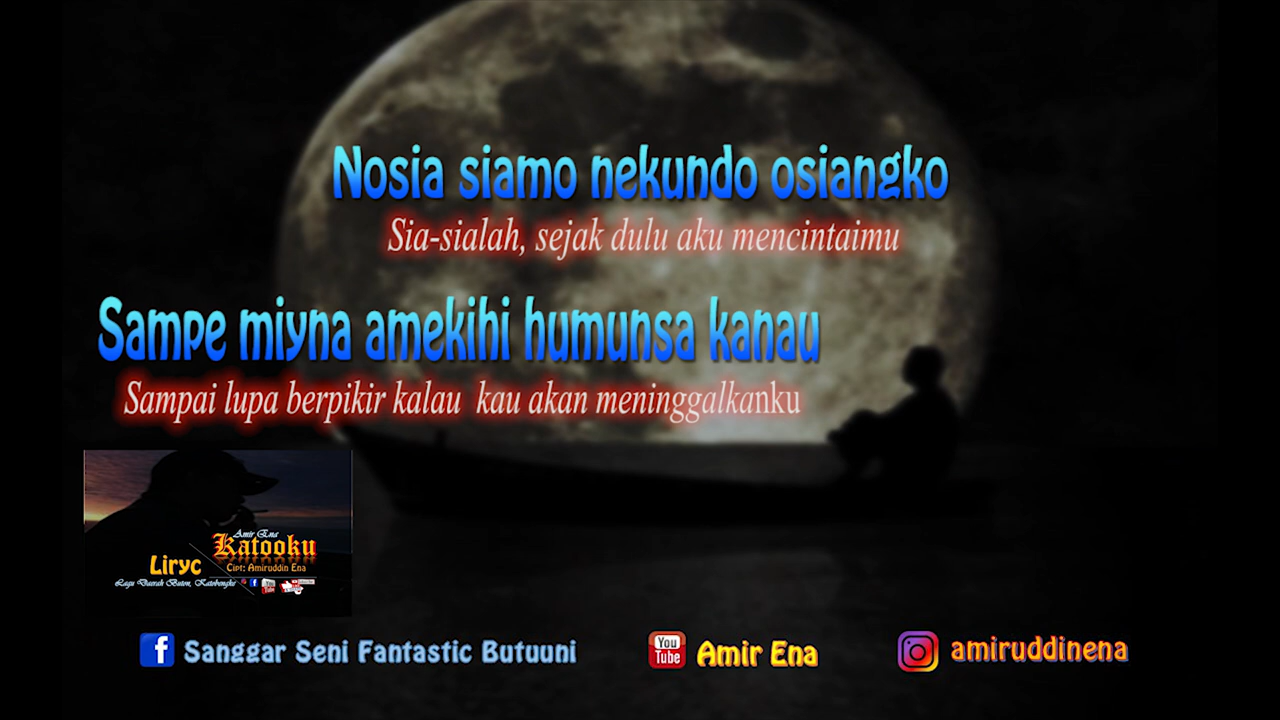 Nosia siamo nekundo osiangko
Sia-sialah, sejak dulu aku mencintaimu
Sampe miyna amekihi humunsa kanau
Sampai lupa berpikir kalau kau akan meninggalkanku
Amir Ena
Katooku
Liryc
Cipt: Amiruddin Ena
Lagu Daerah Buton, Katobengke
Sanggar Seni Fantastic Butuuni
You
Tube
Amir Ena
amiruddinena